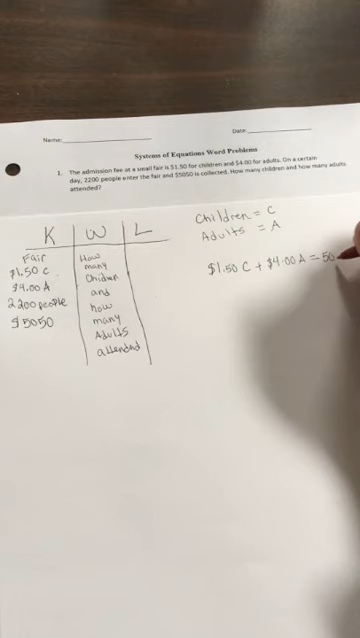 Name:
Date:
Systems of Equations Word Problems
1. The admission fee at a small fair is $1.50 for children and $4.00 for adults. On a certain
day, 2200 people enter the fair and $5050 is collected. How many children and how many adults
attended?
K W L
Children = C
Adults = A
Fair
$1.50 C
$4.00 A
2200 people
$5050
How
many
Children
and
how
many
Adults
attended
$1.50 C + $4.00 A = 50